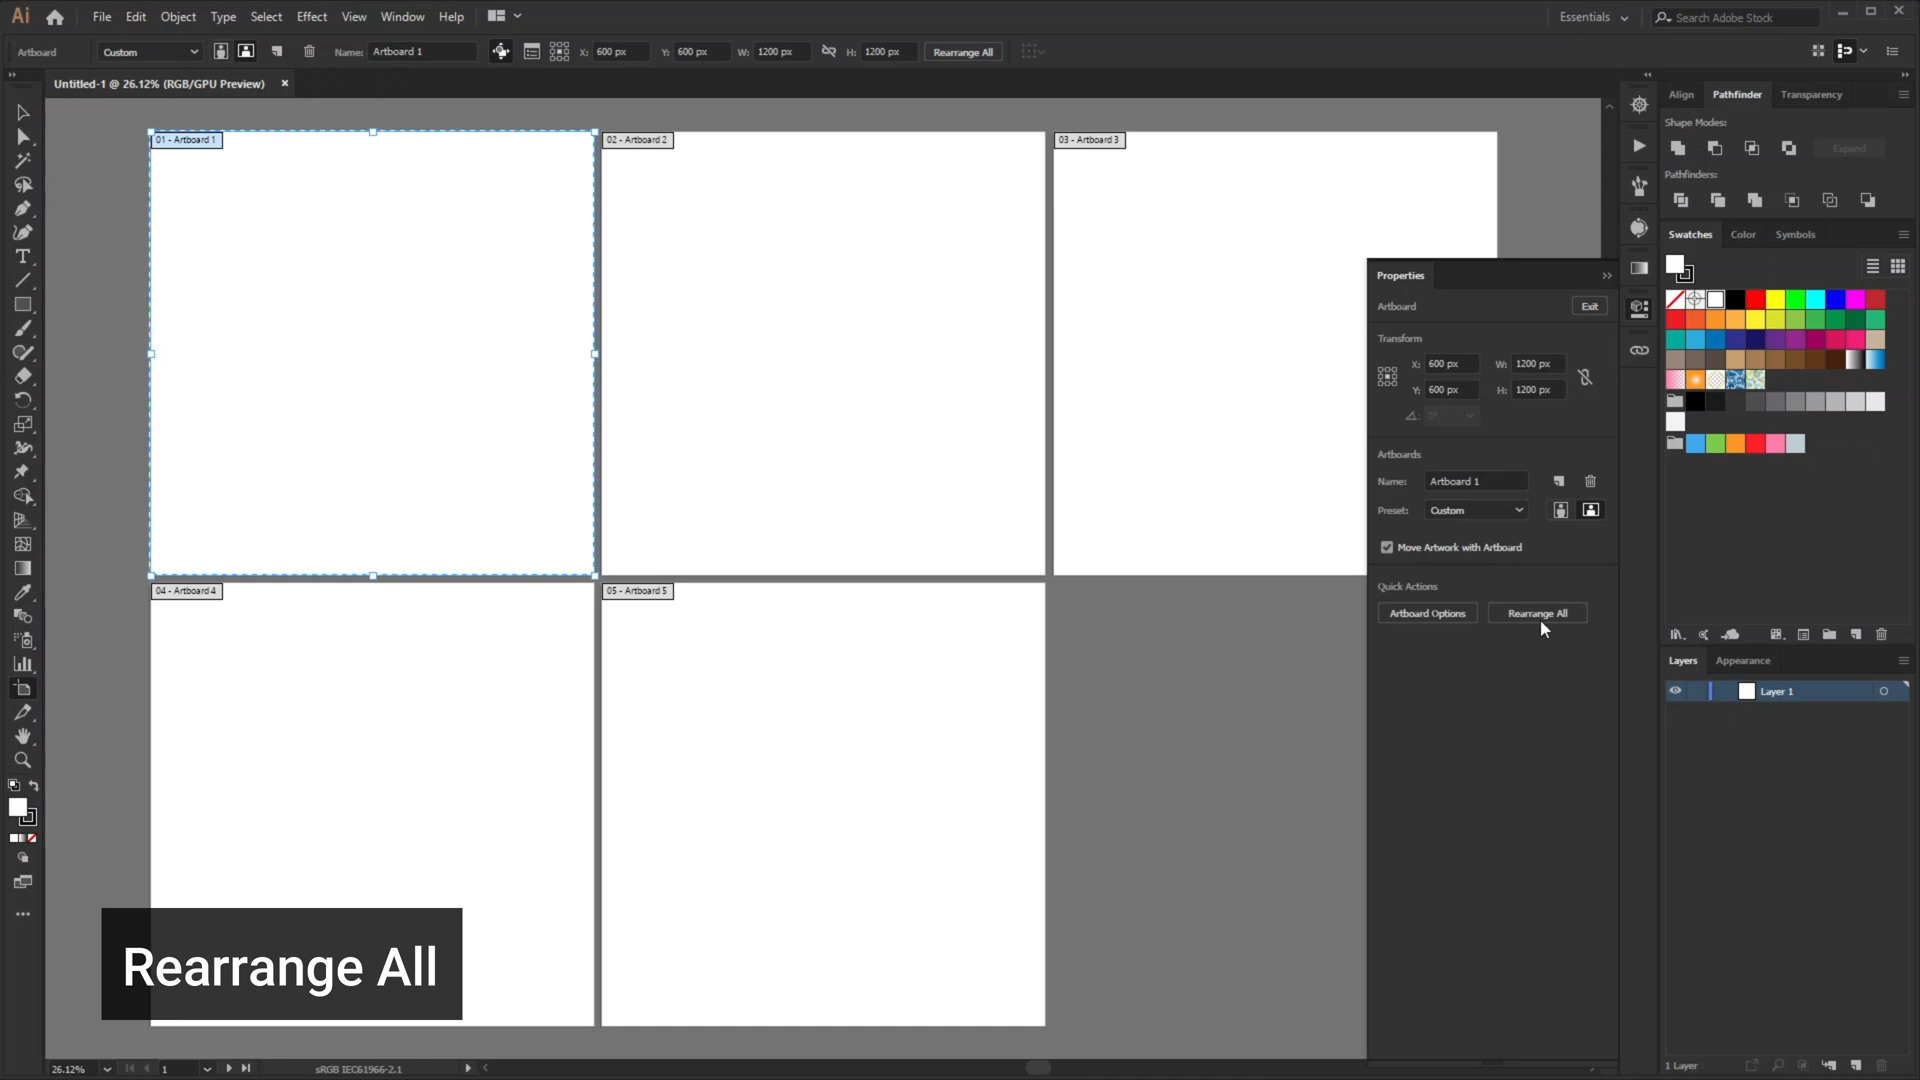 Ai File Edit Object Type Select Effect View Window Help Essentials Search Adobe Stock
Artboard Custom Name: Artboard 1 X: 600 px Y: 600 px W: 1200 px H: 1200 px Rearrange All
Untitled-1 @ 26.12% (RGB/GPU Preview) ×
Align Pathfinder Transparency
Shape Modes:
Expand
Pathfinders:
Swatches Color Symbols
01 - Artboard 1
02 - Artboard 2
03 - Artboard 3
04 - Artboard 4
05 - Artboard 5
Properties
Artboard Exit
Transform
X: 600 px W: 1200 px
Y: 600 px H: 1200 px
0°
Artboards
Name: Artboard 1
Preset: Custom
Move Artwork with Artboard
Quick Actions
Artboard Options Rearrange All
Layers Appearance
Layer 1
Rearrange All
26.12% 1 sRGB IEC61966-2.1
1 Layer